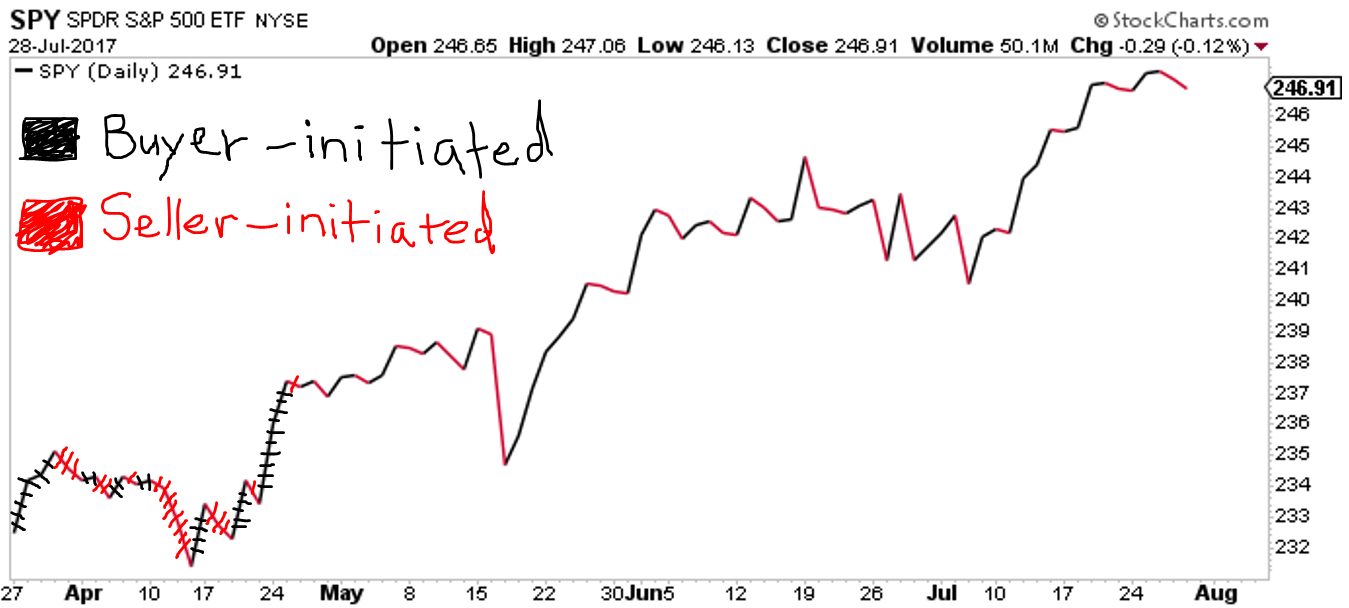 SPY SPDR S&P 500 ETF NYSE © StockCharts.com
28-Jul-2017 Open 246.65 High 247.06 Low 246.13 Close 246.91 Volume 50.1M Chg -0.29 (-0.12%)
SPY (Daily) 246.91
246.91
Buyer-initiated
Seller-initiated
246
245
244
243
242
241
240
239
238
237
236
235
234
233
232
27 Apr 10 17 24 May 8 15 22 30 Jun 5 12 19 26 Jul 10 17 24 Aug